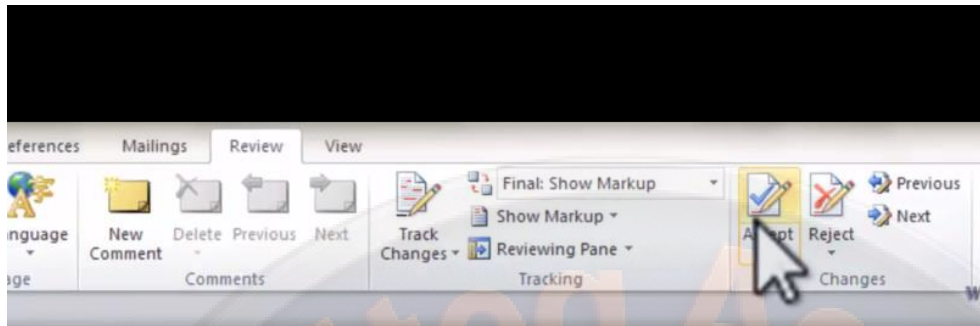 eferences Mailings Review View
Final: Show Markup
Previous
Show Markup
Next
nguage New Comment Delete Previous Next Track Changes Reviewing Pane Reject
age Comments Tracking Changes